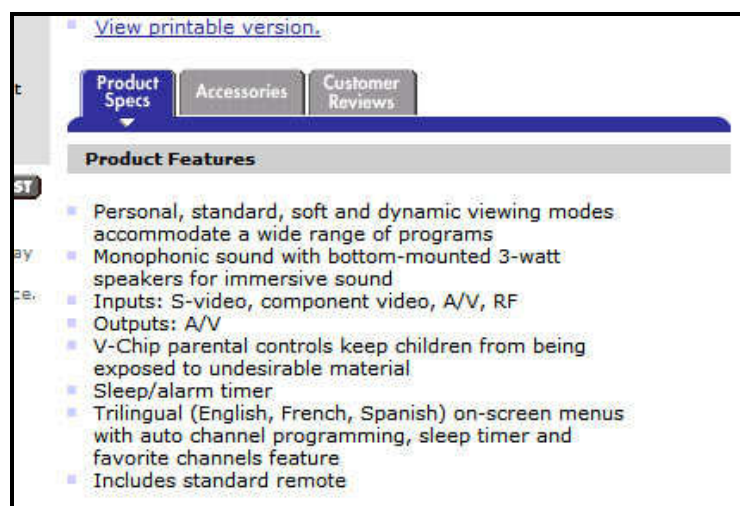 View printable version.
t
Product Specs
Accessories
Customer Reviews
Product Features
ST
Personal, standard, soft and dynamic viewing modes
accommodate a wide range of programs
ay
Monophonic sound with bottom-mounted 3-watt
speakers for immersive sound
ce.
Inputs: S-video, component video, A/V, RF
Outputs: A/V
V-Chip parental controls keep children from being
exposed to undesirable material
Sleep/alarm timer
Trilingual (English, French, Spanish) on-screen menus
with auto channel programming, sleep timer and
favorite channels feature
Includes standard remote